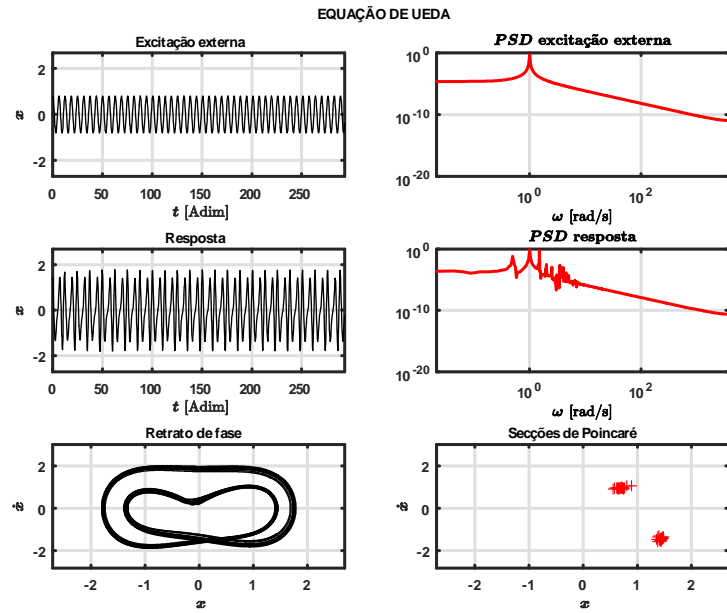 EQUAÇÃO DE UEDA
Excitação externa
2
0
-2
x
0 50 100 150 200 250
t [Adim]
PSD excitação externa
10^0
10^-10
10^-20
10^0 10^2
ω [rad/s]
Resposta
2
0
-2
x
0 50 100 150 200 250
t [Adim]
PSD resposta
10^0
10^-10
10^-20
10^0 10^2
ω [rad/s]
Retrato de fase
2
0
-2
ẋ
-2 -1 0 1 2
x
Secções de Poincaré
2
0
-2
ẋ
-2 -1 0 1 2
x